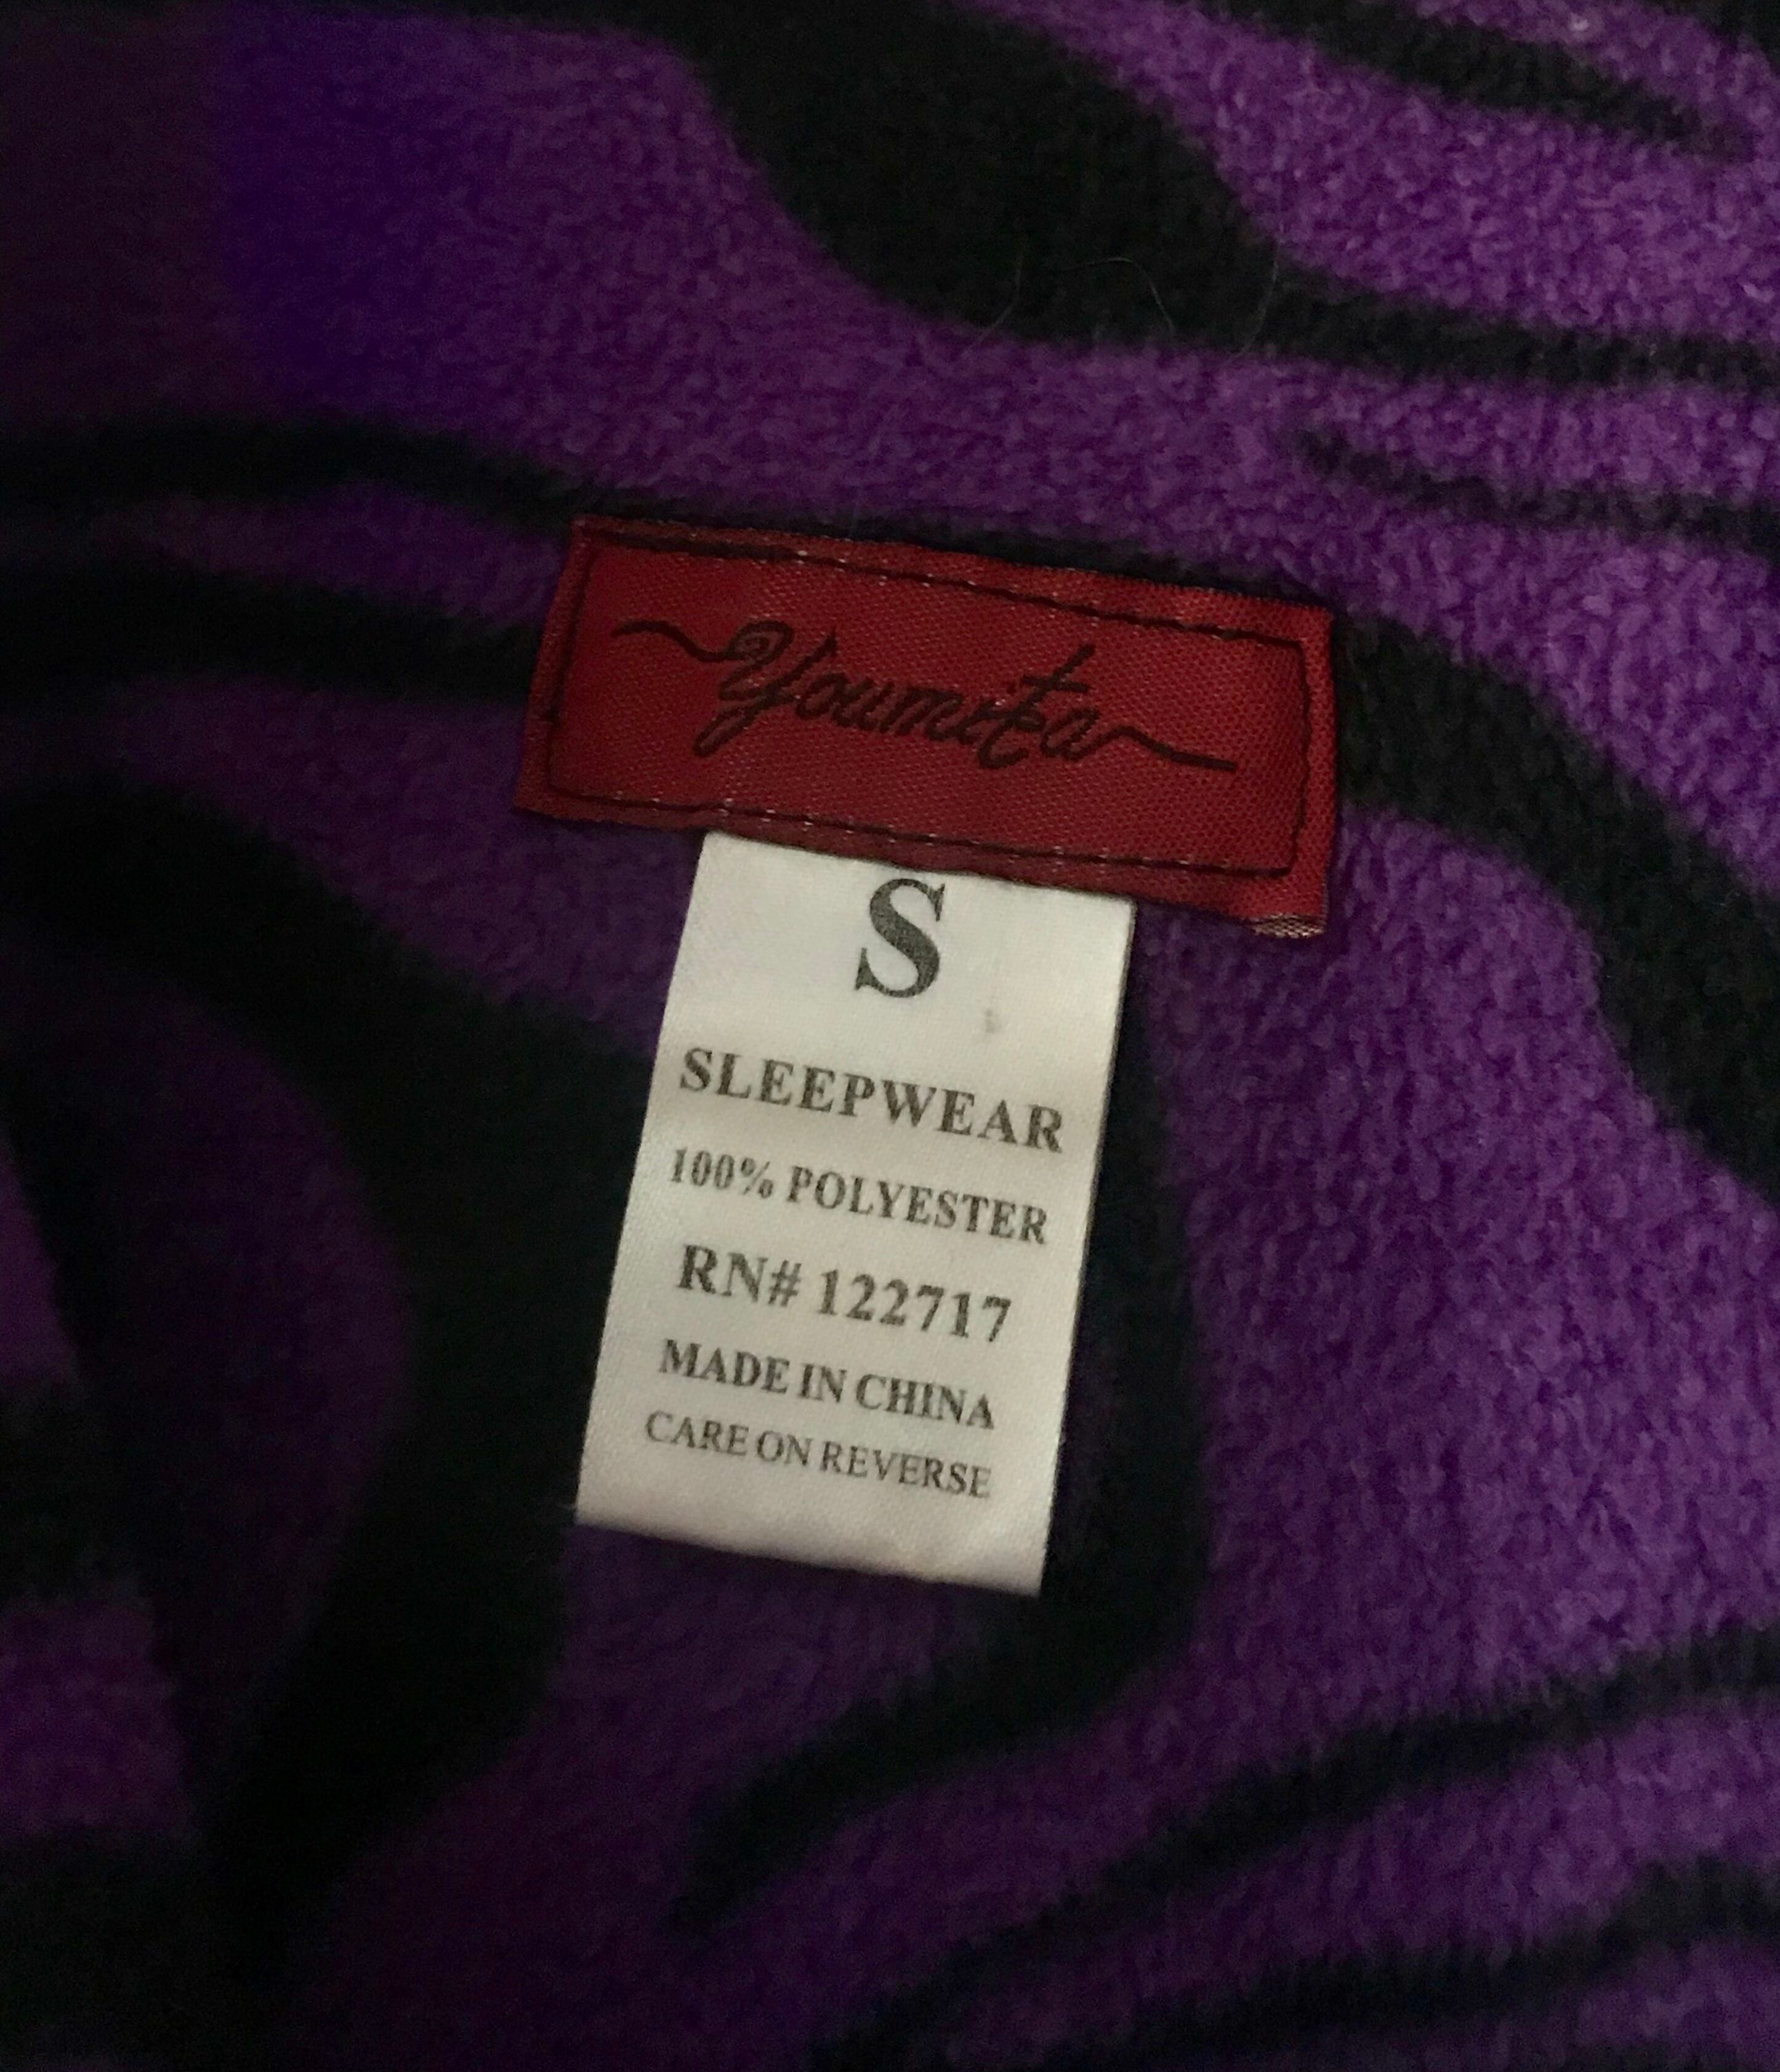 Youmita
S
SLEEPWEAR
100% POLYESTER
RN# 122717
MADE IN CHINA
CARE ON REVERSE